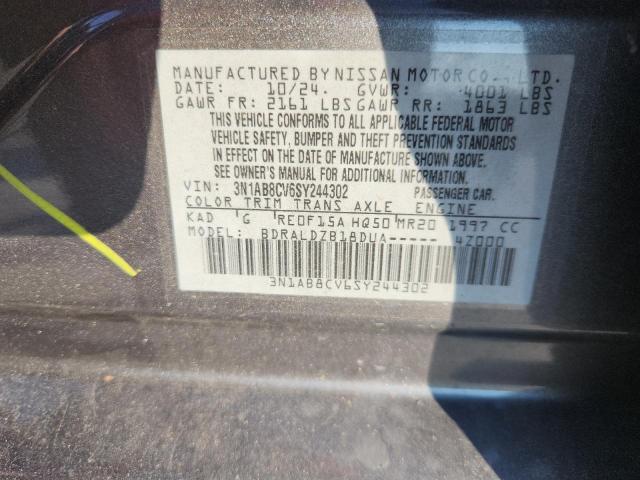 MANUFACTURED BY NISSAN MOTOR CO., LTD.
DATE: 10/24. GVWR: 4001 LBS
GAWR FR: 2161 LBS GAWR RR: 1863 LBS
THIS VEHICLE CONFORMS TO ALL APPLICABLE FEDERAL MOTOR
VEHICLE SAFETY, BUMPER AND THEFT PREVENTION STANDARDS
IN EFFECT ON THE DATE OF MANUFACTURE SHOWN ABOVE.
SEE OWNER'S MANUAL FOR ADDITIONAL INFORMATION
VIN: 3N1AB8CV6SY244302 PASSENGER CAR.
COLOR TRIM TRANS AXLE ENGINE
KAD G RE0F15A HQ50 MR20 1997 CC
MODEL: BDRALDZB18DUA----- 4Z000
3N1AB8CV6SY244302